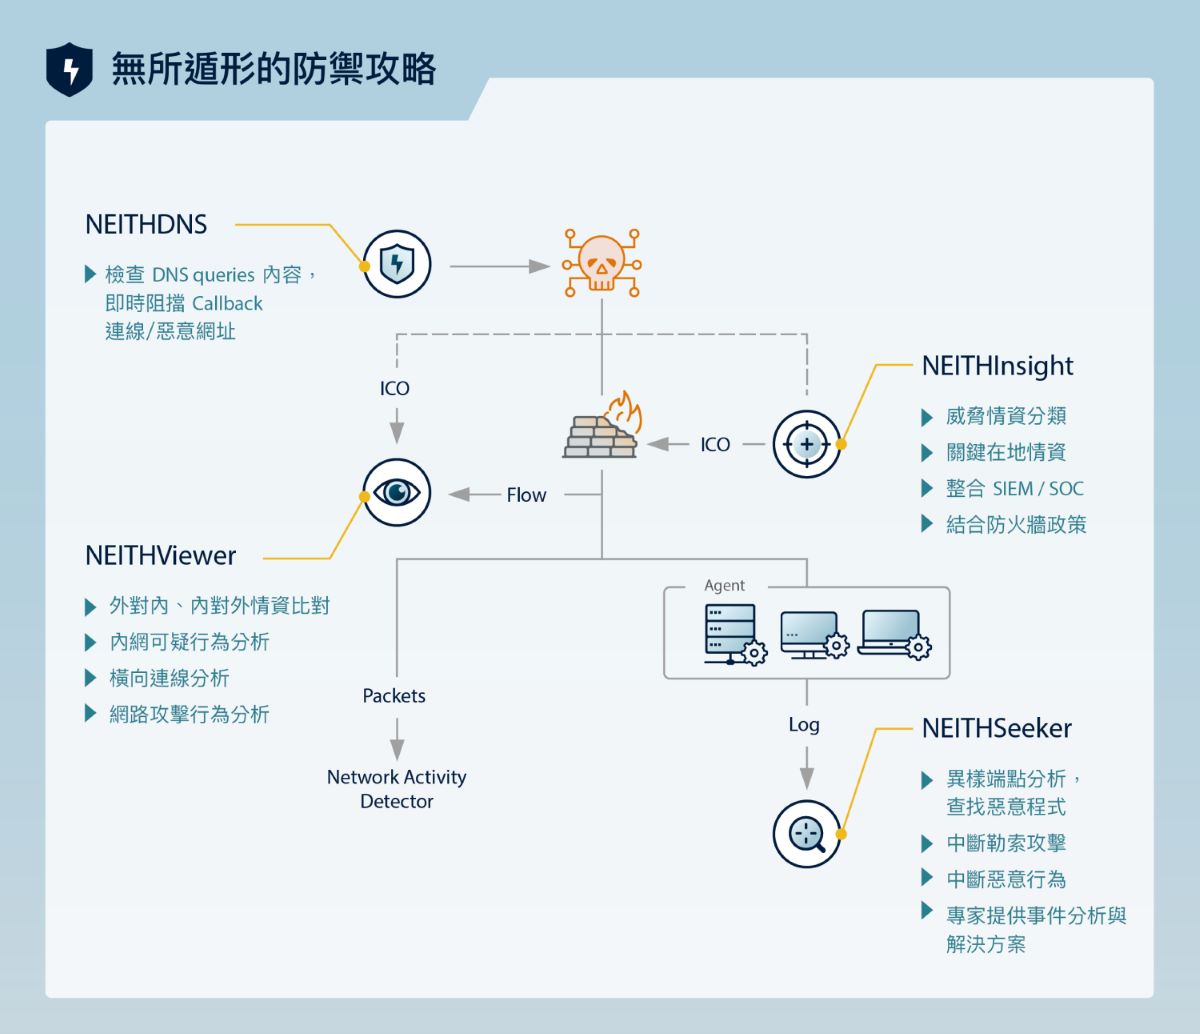 無所遁形的防禦攻略
NEITHDNS
檢查 DNS queries 內容，
即時阻擋 Callback
連線/惡意網址
ICO
ICO
Flow
NEITHInsight
威脅情資分類
關鍵在地情資
整合 SIEM / SOC
結合防火牆政策
NEITHViewer
外對內、內對外情資比對
內網可疑行為分析
橫向連線分析
網路攻擊行為分析
Agent
Packets
Network Activity
Detector
Log
NEITHSeeker
異樣端點分析，
查找惡意程式
中斷勒索攻擊
中斷惡意行為
專家提供事件分析與
解決方案